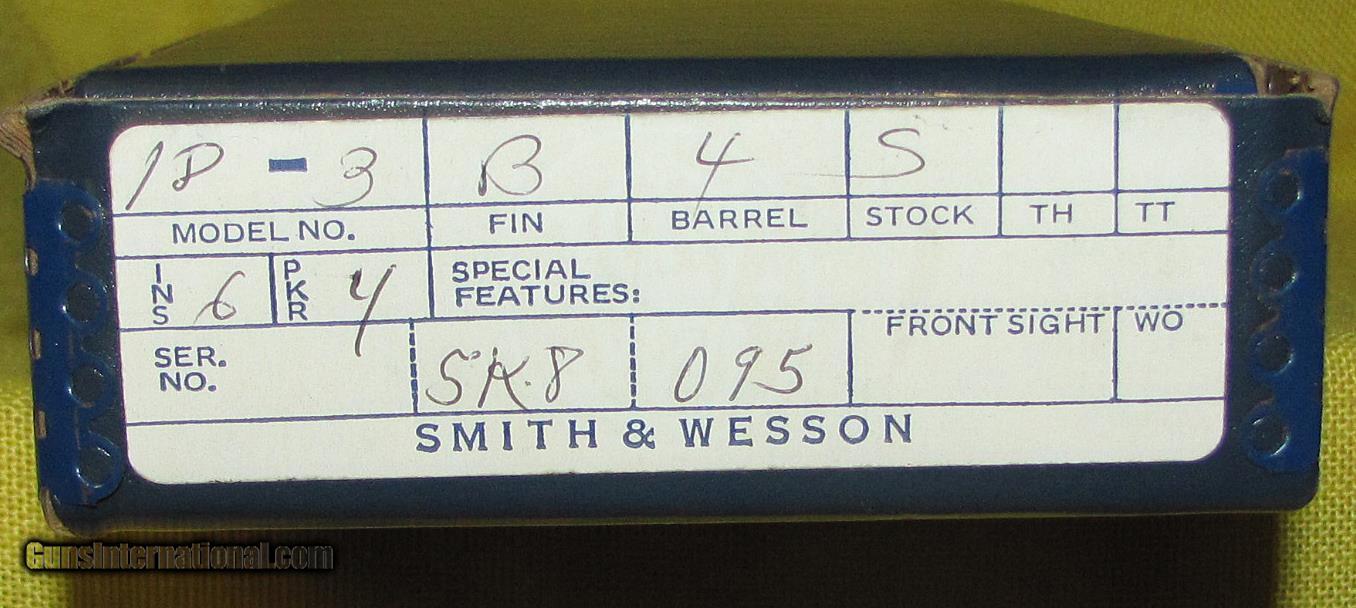 18 - 3 B 4 S
MODEL NO. FIN BARREL STOCK TH TT
INS 6 PKR 4 SPECIAL FEATURES:
FRONT SIGHT WO
SER. NO. 5K8 095
SMITH & WESSON
GunsInternational.com